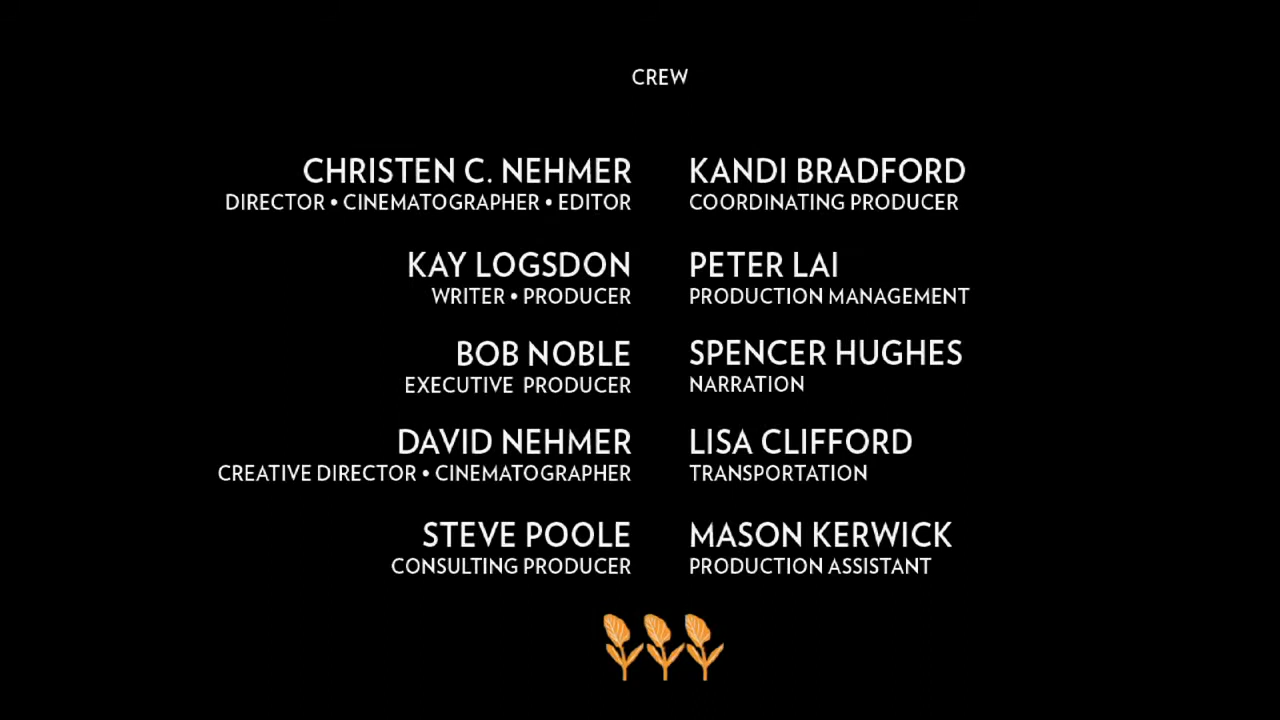 CREW
CHRISTEN C. NEHMER
DIRECTOR • CINEMATOGRAPHER • EDITOR
KAY LOGSDON
WRITER • PRODUCER
BOB NOBLE
EXECUTIVE PRODUCER
DAVID NEHMER
CREATIVE DIRECTOR • CINEMATOGRAPHER
STEVE POOLE
CONSULTING PRODUCER
KANDI BRADFORD
COORDINATING PRODUCER
PETER LAI
PRODUCTION MANAGEMENT
SPENCER HUGHES
NARRATION
LISA CLIFFORD
TRANSPORTATION
MASON KERWICK
PRODUCTION ASSISTANT